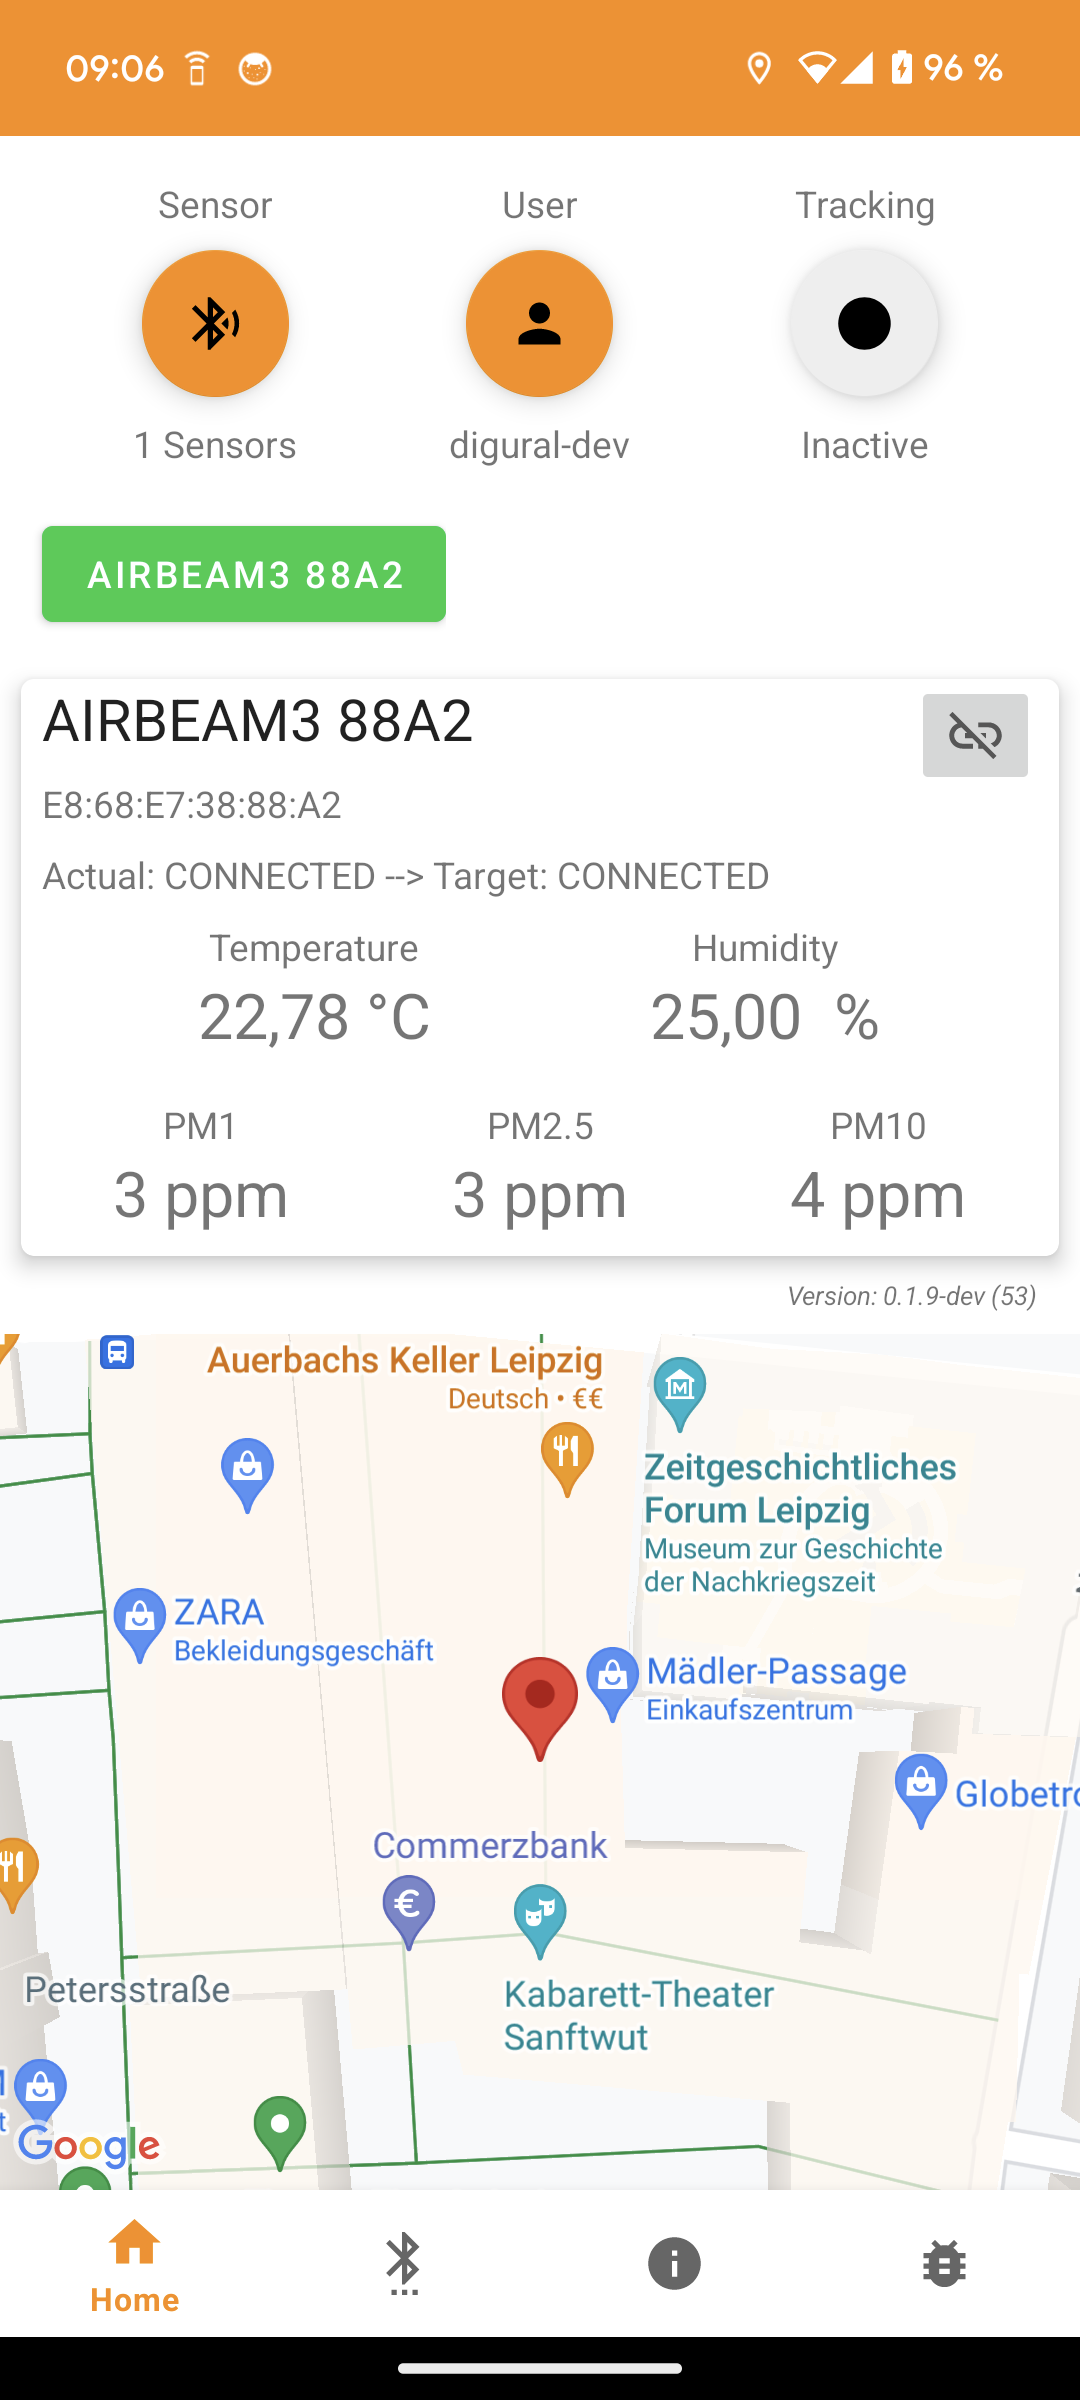 09:06
96 %
Sensor
User
Tracking
1 Sensors
digural-dev
Inactive
AIRBEAM3 88A2
AIRBEAM3 88A2
E8:68:E7:38:88:A2
Actual: CONNECTED --> Target: CONNECTED
Temperature
Humidity
22,78 °C
25,00 %
PM1
PM2.5
PM10
3 ppm
3 ppm
4 ppm
Version: 0.1.9-dev (53)
Auerbachs Keller Leipzig
Deutsch • €€
Zeitgeschichtliches
Forum Leipzig
Museum zur Geschichte
der Nachkriegszeit
ZARA
Bekleidungsgeschäft
Mädler-Passage
Einkaufszentrum
Globetro
Commerzbank
Kabarett-Theater
Sanftwut
Petersstraße
Google
Home